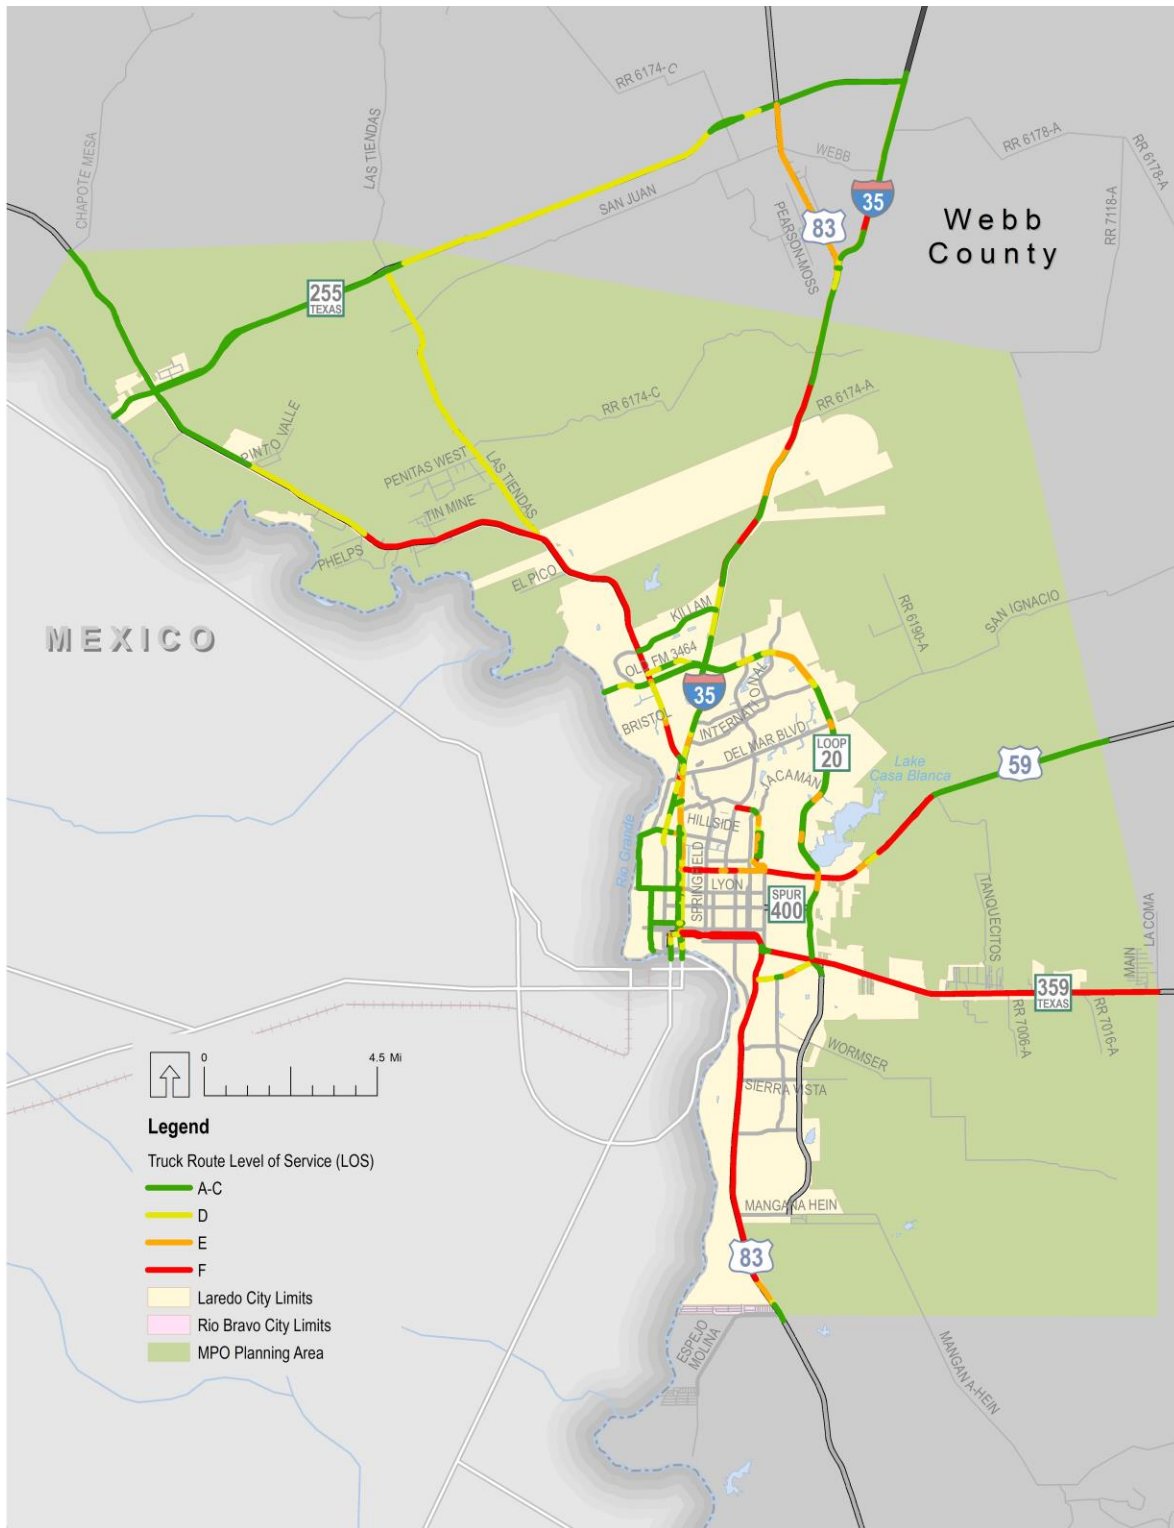 RR 6174-C
CHAPOTE MESA
LAS TIENDAS
WEBB
RR 6178-A
RR 6178-A
RR 7118-A
SAN JUAN
PEARSON-MOSS
35
83
Webb
County
255
TEXAS
RR 6174-C
RR 6174-A
PINTO VALLE
PENITAS WEST
LAS TIENDAS
TIN MINE
PHELPS
EL PICO
KILLAM
RR 6190-A
SAN IGNACIO
MEXICO
OLD FM 3464
35
BRISTOL
INTERNATIONAL
DEL MAR BLVD
LOOP
20
Lake
Casa Blanca
59
JACAMAN
HILLSIDE
Rio Grande
SPRINGFIELD
LYON
SPUR
400
TANQUECITOS
LA COMA
MAIN
359
TEXAS
RR 7006-A
RR 7016-A
WORMSER
SIERRA VISTA
MANGANA HEIN
83
ESPEJO
MOLINA
MANGANA-HEIN
0
4.5 Mi
Legend
Truck Route Level of Service (LOS)
A-C
D
E
F
Laredo City Limits
Rio Bravo City Limits
MPO Planning Area